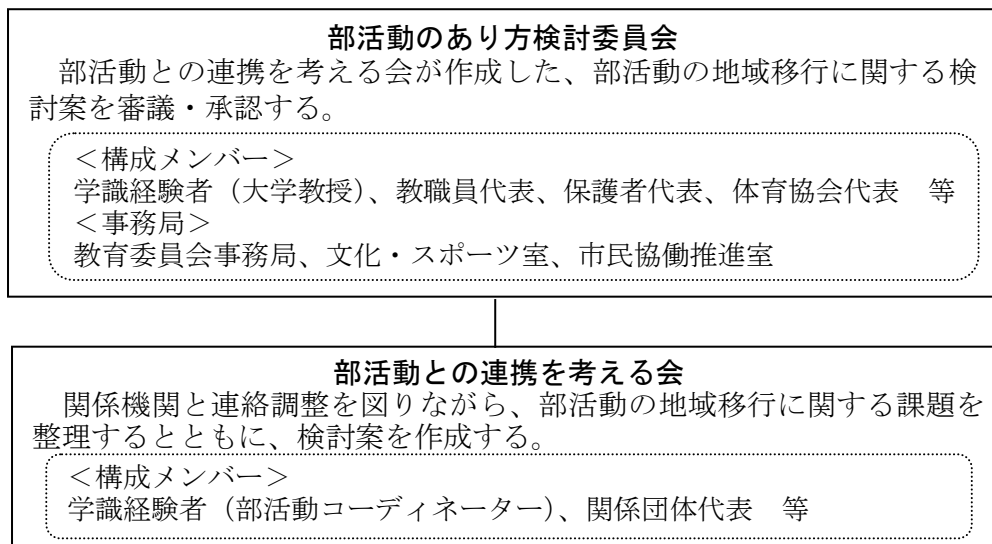 部活動のあり方検討委員会
部活動との連携を考える会が作成した、部活動の地域移行に関する検
討案を審議・承認する。
＜構成メンバー＞
学識経験者（大学教授）、教職員代表、保護者代表、体育協会代表　等
＜事務局＞
教育委員会事務局、文化・スポーツ室、市民協働推進室
部活動との連携を考える会
関係機関と連絡調整を図りながら、部活動の地域移行に関する課題を
整理するとともに、検討案を作成する。
＜構成メンバー＞
学識経験者（部活動コーディネーター）、関係団体代表　等